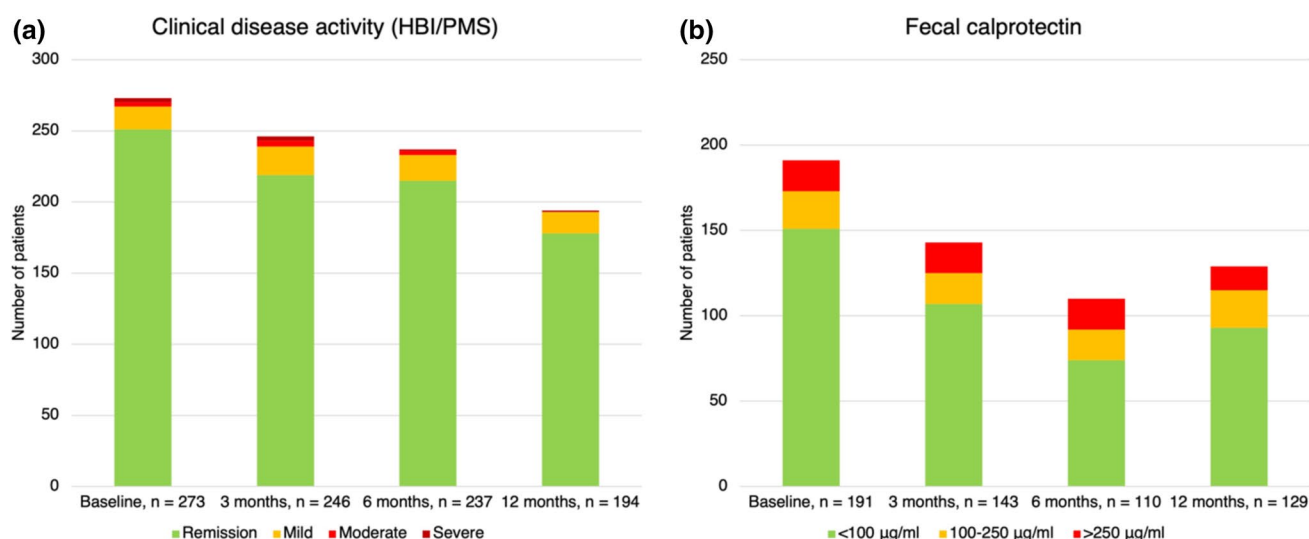 (a)
Clinical disease activity (HBI/PMS)
300
250
200
150
100
50
0
Number of patients
Baseline, n = 273 3 months, n = 246 6 months, n = 237 12 months, n = 194
Remission Mild Moderate Severe
(b)
Fecal calprotectin
250
200
150
100
50
0
Number of patients
Baseline, n = 191 3 months, n = 143 6 months, n = 110 12 months, n = 129
<100 µg/ml 100-250 µg/ml >250 µg/ml